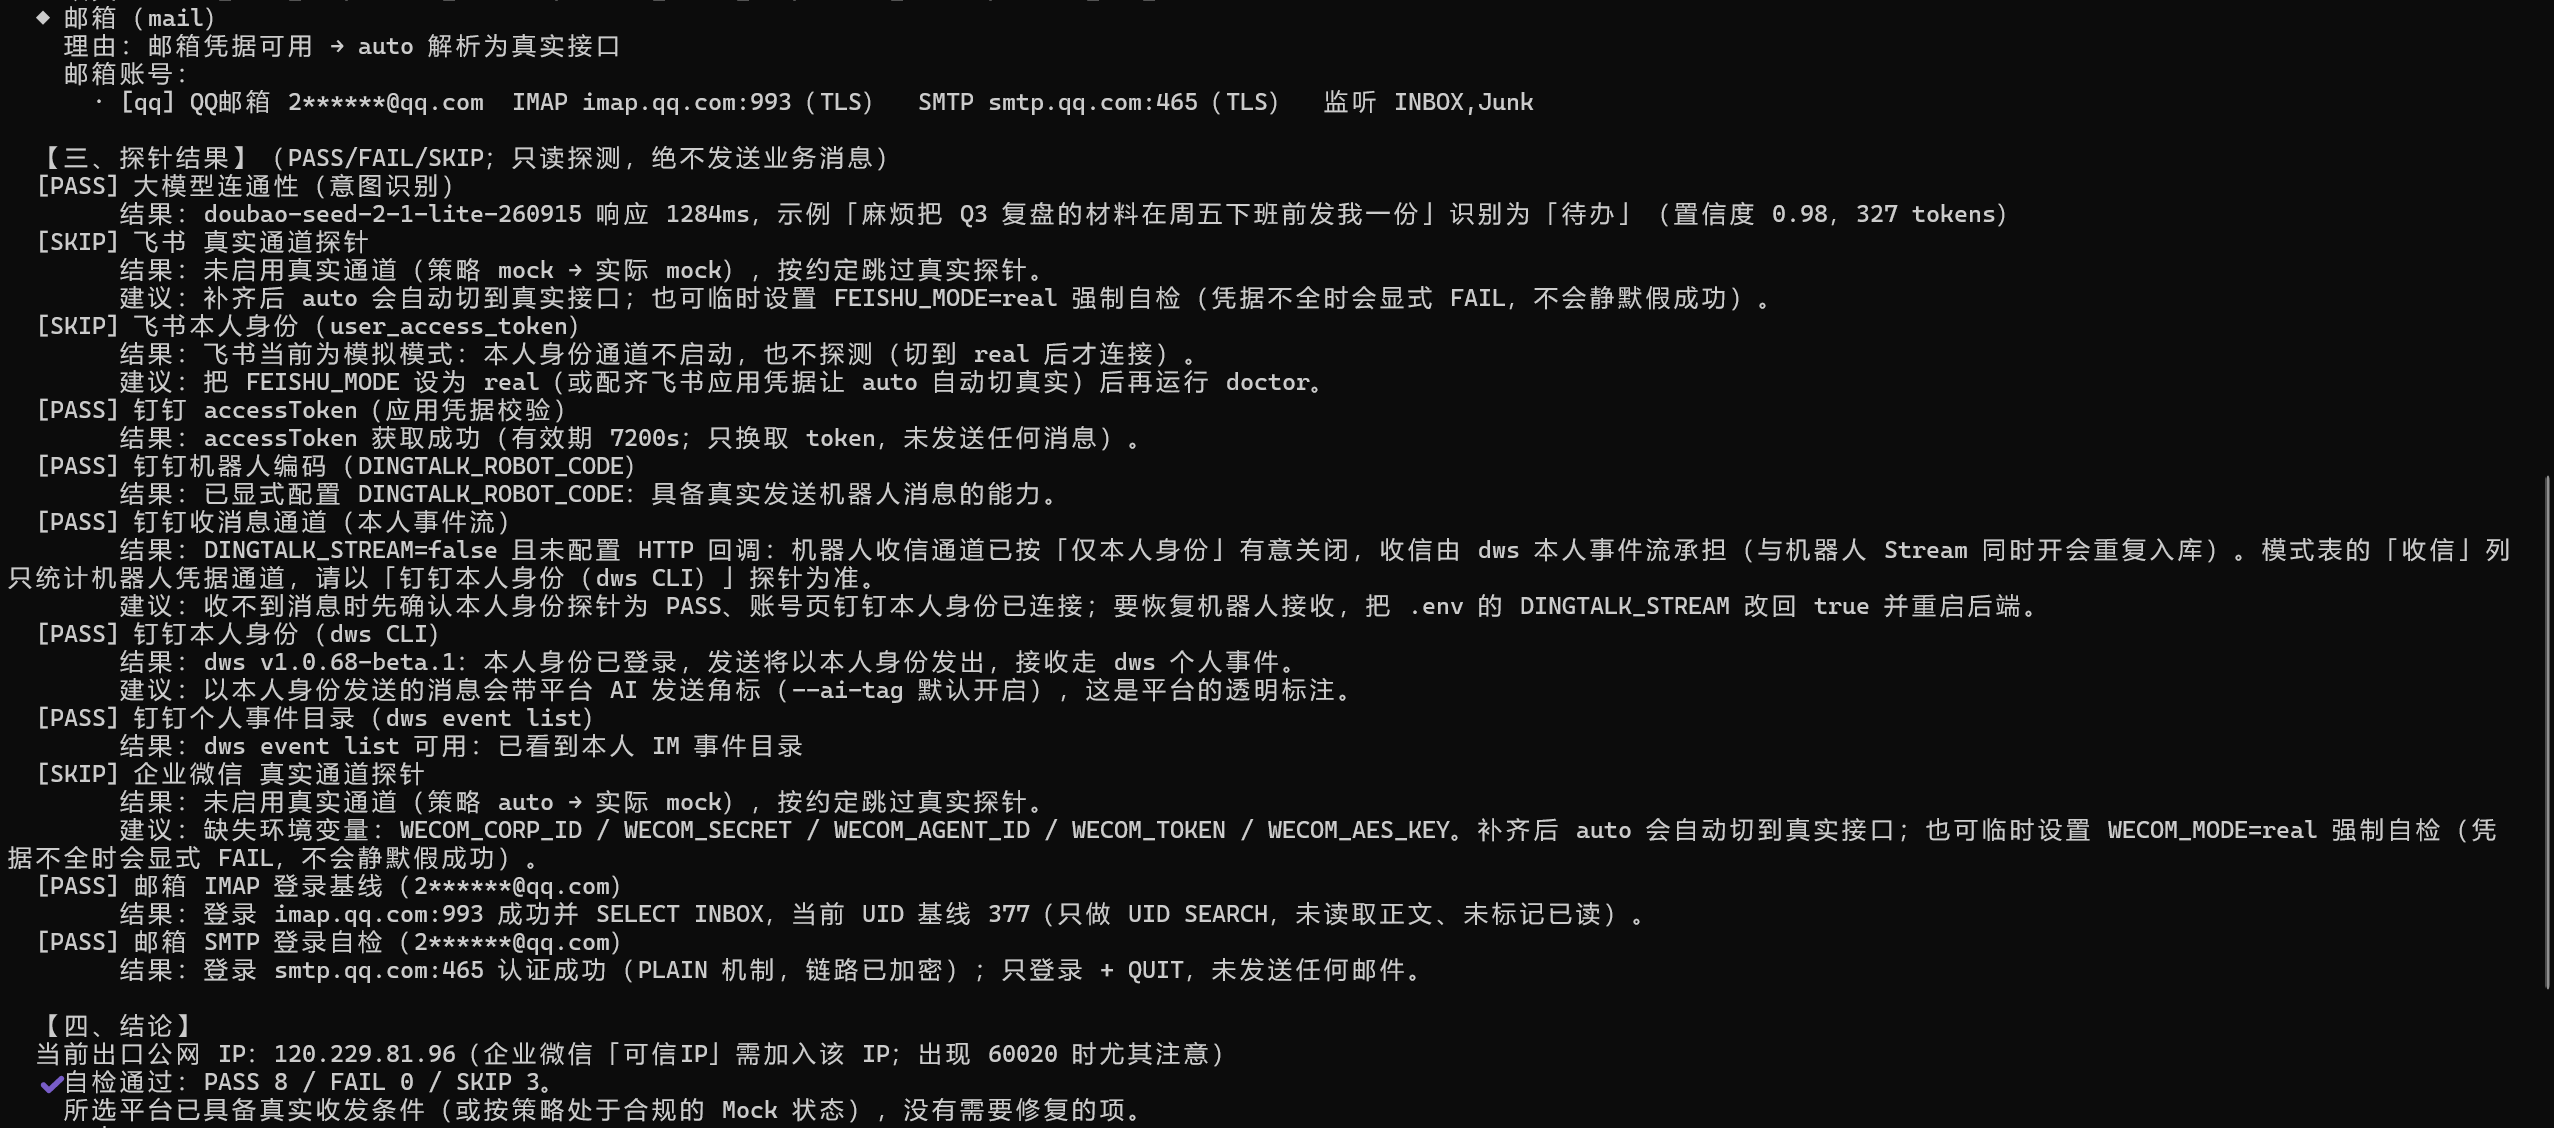 ◆ 邮箱（mail）
理由：邮箱凭据可用 → auto 解析为真实接口
邮箱账号：
· [qq] QQ邮箱 2******@qq.com  IMAP imap.qq.com:993（TLS）  SMTP smtp.qq.com:465（TLS）  监听 INBOX,Junk
【三、探针结果】（PASS/FAIL/SKIP；只读探测，绝不发送业务消息）
[PASS] 大模型连通性（意图识别）
结果：doubao-seed-2-1-lite-260915 响应 1284ms，示例「麻烦把 Q3 复盘的材料在周五下班前发我一份」识别为「待办」（置信度 0.98，327 tokens）
[SKIP] 飞书 真实通道探针
结果：未启用真实通道（策略 mock → 实际 mock），按约定跳过真实探针。
建议：补齐后 auto 会自动切到真实接口；也可临时设置 FEISHU_MODE=real 强制自检（凭据不全时会显式 FAIL，不会静默假成功）。
[SKIP] 飞书本人身份（user_access_token）
结果：飞书当前为模拟模式：本人身份通道不启动，也不探测（切到 real 后才连接）。
建议：把 FEISHU_MODE 设为 real（或配齐飞书应用凭据让 auto 自动切真实）后再运行 doctor。
[PASS] 钉钉 accessToken（应用凭据校验）
结果：accessToken 获取成功（有效期 7200s；只换取 token，未发送任何消息）。
[PASS] 钉钉机器人编码（DINGTALK_ROBOT_CODE）
结果：已显式配置 DINGTALK_ROBOT_CODE：具备真实发送机器人消息的能力。
[PASS] 钉钉收消息通道（本人事件流）
结果：DINGTALK_STREAM=false 且未配置 HTTP 回调：机器人收信通道已按「仅本人身份」有意关闭，收信由 dws 本人事件流承担（与机器人 Stream 同时开会重复入库）。模式表的「收信」列
只统计机器人凭据通道，请以「钉钉本人身份（dws CLI）」探针为准。
建议：收不到消息时先确认本人身份探针为 PASS、账号页钉钉本人身份已连接；要恢复机器人接收，把 .env 的 DINGTALK_STREAM 改回 true 并重启后端。
[PASS] 钉钉本人身份（dws CLI）
结果：dws v1.0.68-beta.1：本人身份已登录，发送将以本人身份发出，接收走 dws 个人事件。
建议：以本人身份发送的消息会带平台 AI 发送角标（--ai-tag 默认开启），这是平台的透明标注。
[PASS] 钉钉个人事件目录（dws event list）
结果：dws event list 可用：已看到本人 IM 事件目录
[SKIP] 企业微信 真实通道探针
结果：未启用真实通道（策略 auto → 实际 mock），按约定跳过真实探针。
建议：缺失环境变量：WECOM_CORP_ID / WECOM_SECRET / WECOM_AGENT_ID / WECOM_TOKEN / WECOM_AES_KEY。补齐后 auto 会自动切到真实接口；也可临时设置 WECOM_MODE=real 强制自检（凭
据不全时会显式 FAIL，不会静默假成功）。
[PASS] 邮箱 IMAP 登录基线（2******@qq.com）
结果：登录 imap.qq.com:993 成功并 SELECT INBOX，当前 UID 基线 377（只做 UID SEARCH，未读取正文、未标记已读）。
[PASS] 邮箱 SMTP 登录自检（2******@qq.com）
结果：登录 smtp.qq.com:465 认证成功（PLAIN 机制，链路已加密）；只登录 + QUIT，未发送任何邮件。
【四、结论】
当前出口公网 IP：120.229.81.96（企业微信「可信IP」需加入该 IP；出现 60020 时尤其注意）
✔自检通过：PASS 8 / FAIL 0 / SKIP 3。
所选平台已具备真实收发条件（或按策略处于合规的 Mock 状态），没有需要修复的项。